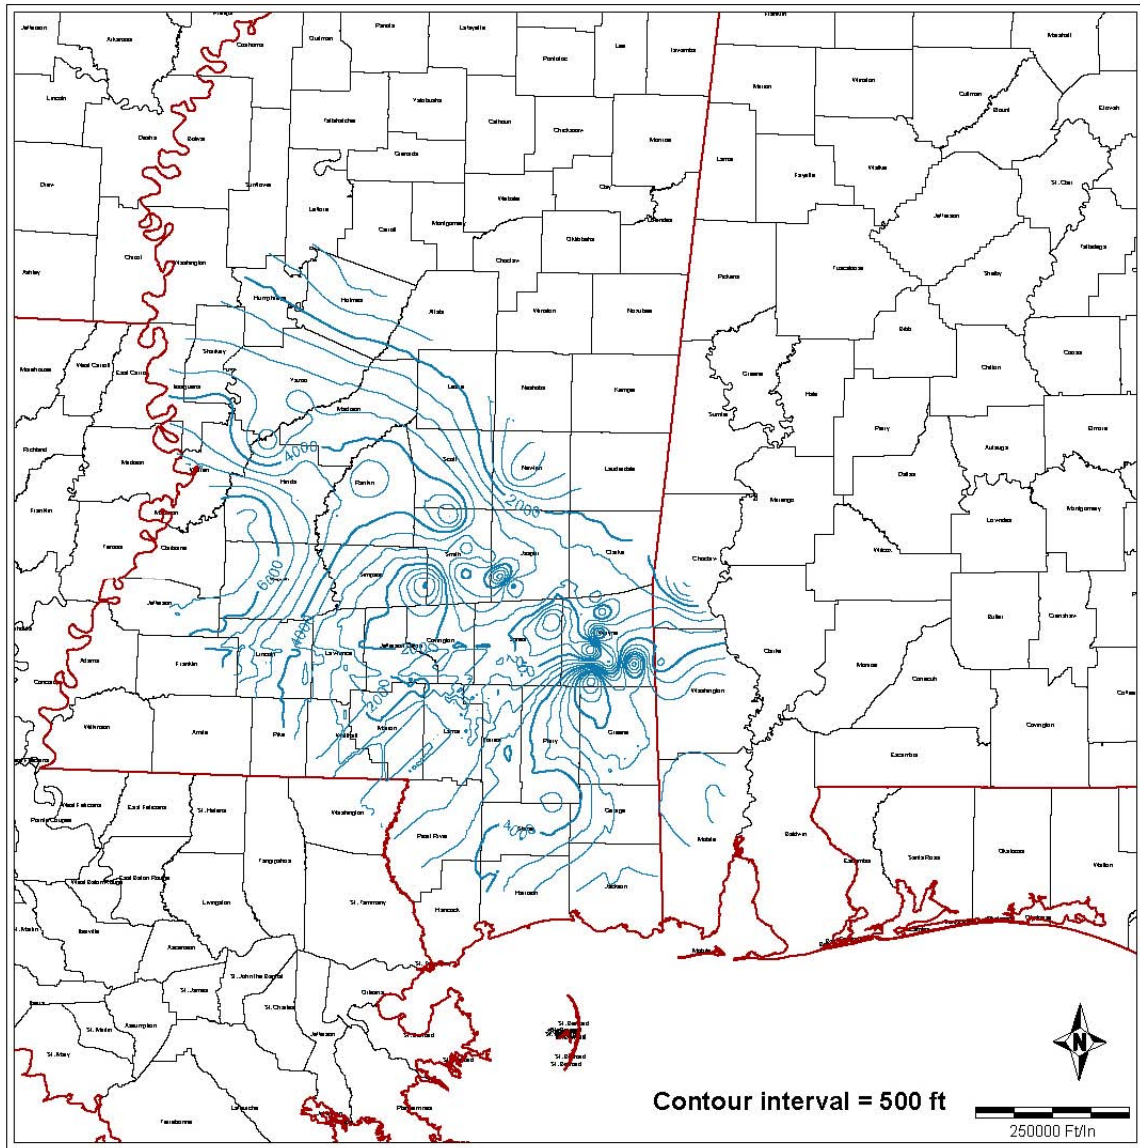 Jefferson
Arkansas
Coahoma
Quitman
Panola
Lafayette
Pontotoc
Lee
Itawamba
Marion
Winston
Cullman
Marshall
Blount
Etowah
Lincoln
Desha
Bolivar
Tallahatchie
Yalobusha
Calhoun
Chickasaw
Monroe
Grenada
Lamar
Fayette
Walker
St. Clair
Drew
Sunflower
Leflore
Carroll
Montgomery
Webster
Clay
Lowndes
Jefferson
Talladega
Oktibbeha
Choctaw
Ashley
Chicot
Washington
Pickens
Tuscaloosa
Shelby
Humphreys
Holmes
0
Attala
Winston
Noxubee
Bibb
Morehouse
West Carroll
East Carroll
Sharkey
Issaquena
Yazoo
Madison
Leake
Neshoba
Kemper
Greene
Hale
Chilton
Coosa
Sumter
Perry
Autauga
Elmore
Richland
Madison
Warren
4000
Hinds
Rankin
Scott
Newton
Lauderdale
Dallas
Marengo
2000
Franklin
Madison
Lowndes
Montgomery
Claiborne
Smith
Jasper
Clarke
Choctaw
Wilcox
6000
Simpson
Jefferson
Butler
Crenshaw
Covington
Jones
Wayne
4000
Lincoln
Lawrence
Jefferson Davis
2000
Adams
Franklin
Clarke
Monroe
Conecuh
Washington
2000
Marion
Lamar
Perry
Greene
Covington
Wilkinson
Amite
Pike
Walthall
Escambia
West Feliciana
East Feliciana
St. Helena
Washington
Pointe Coupee
Pearl River
4000
George
Mobile
Baldwin
Escambia
Santa Rosa
Okaloosa
Walton
West Baton Rouge
East Baton Rouge
Livingston
Tangipahoa
St. Tammany
Hancock
Harrison
Jackson
Iberville
Ascension
Mobile
St. James
St. John the Baptist
St. Charles
Orleans
Assumption
St. Martin
Jefferson
St. Bernard
St. Mary
Terrebonne
Lafourche
Plaquemines
N
Contour interval = 500 ft
250000 Ft/In